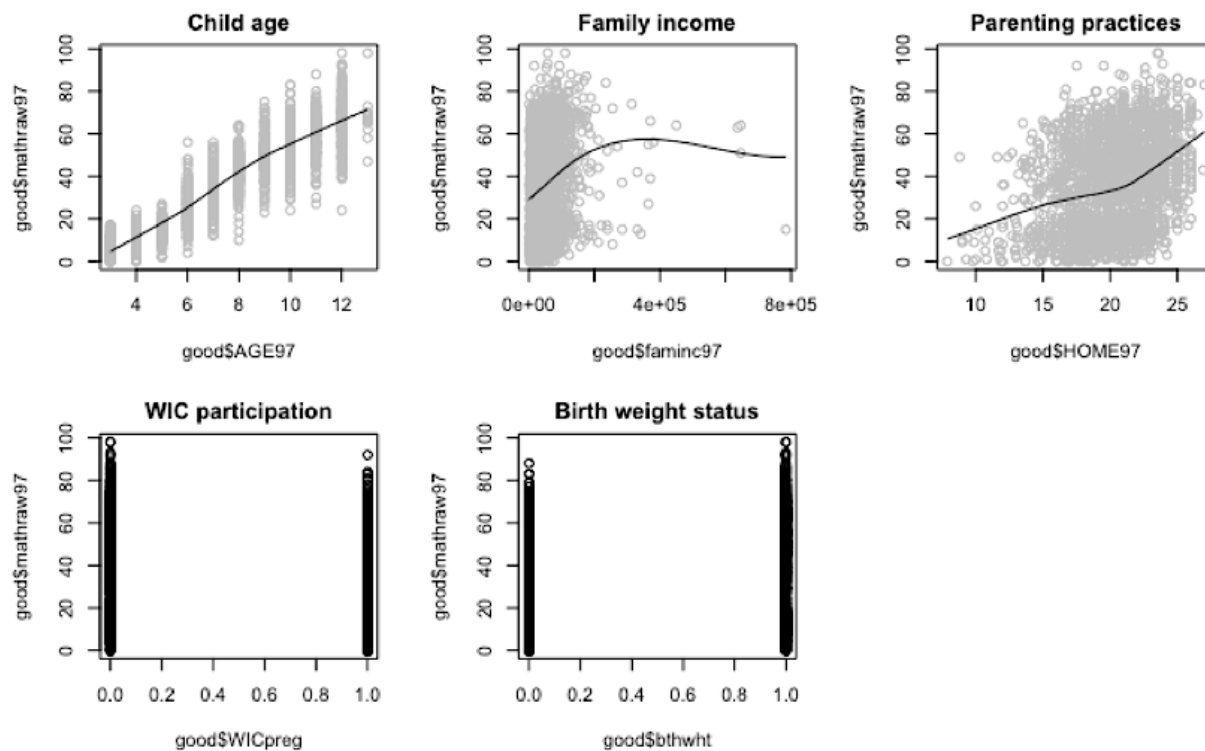 Child age
Family income
Parenting practices
good$mathraw97
0 20 40 60 80 100
4 6 8 10 12
good$AGE97
good$mathraw97
0 20 40 60 80 100
0e+00 4e+05 8e+05
good$faminc97
good$mathraw97
0 20 40 60 80 100
10 15 20 25
good$HOME97
WIC participation
Birth weight status
good$mathraw97
0 20 40 60 80 100
0.0 0.2 0.4 0.6 0.8 1.0
good$WICpreg
good$mathraw97
0 20 40 60 80 100
0.0 0.2 0.4 0.6 0.8 1.0
good$bthwht